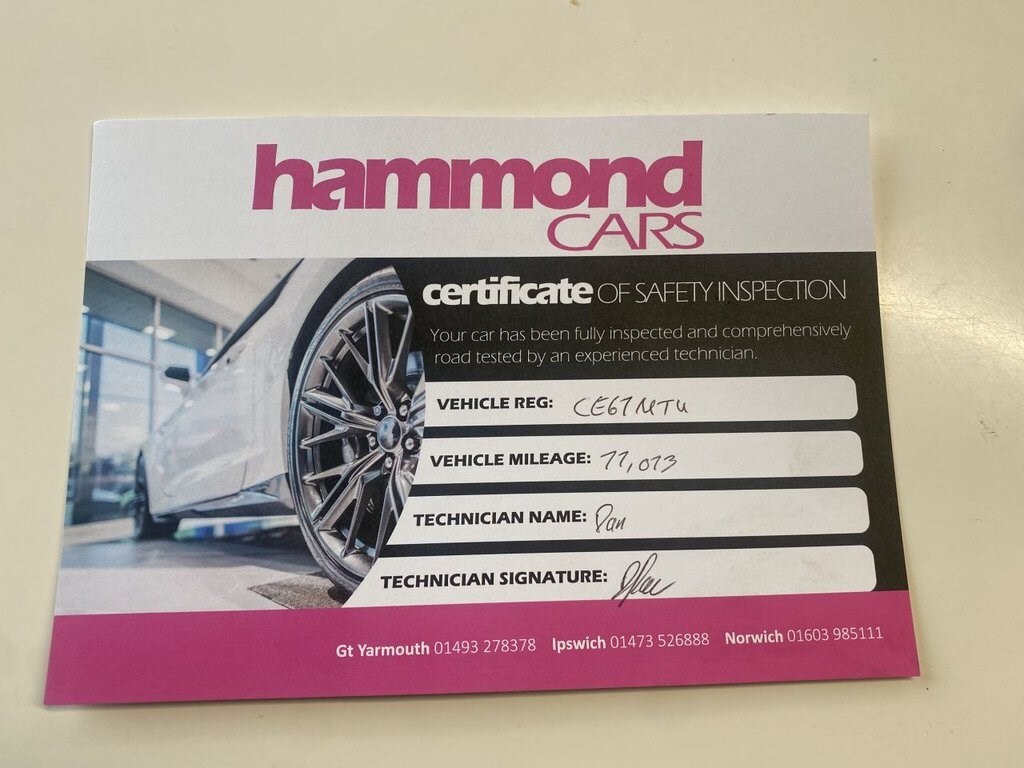 hammond
CARS
certificate OF SAFETY INSPECTION
Your car has been fully inspected and comprehensively
road tested by an experienced technician.
VEHICLE REG: CE67MTU
VEHICLE MILEAGE: 77,073
TECHNICIAN NAME: Dan
TECHNICIAN SIGNATURE:
Gt Yarmouth 01493 278378 Ipswich 01473 526888 Norwich 01603 985111